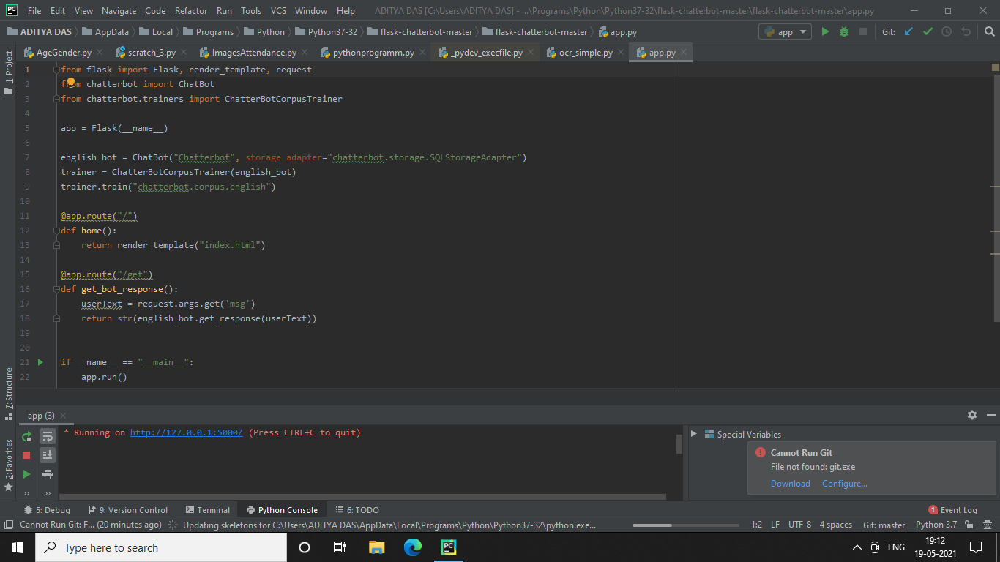 PC File Edit View Navigate Code Refactor Run Tools VCS Window Help ADITYA DAS [C:\Users\ADITYA DAS] - ...\Programs\Python\Python37-32\flask-chatterbot-master\flask-chatterbot-master\app.py
ADITYA DAS AppData Local Programs Python Python37-32 flask-chatterbot-master flask-chatterbot-master app.py app Git:
AgeGender.py scratch_3.py ImagesAttendance.py pythonprogramm.py _pydev_execfile.py ocr_simple.py app.py
1: Project
1 from flask import Flask, render_template, request
2 from chatterbot import ChatBot
3 from chatterbot.trainers import ChatterBotCorpusTrainer
4
5 app = Flask(__name__)
6
7 english_bot = ChatBot("Chatterbot", storage_adapter="chatterbot.storage.SQLStorageAdapter")
8 trainer = ChatterBotCorpusTrainer(english_bot)
9 trainer.train("chatterbot.corpus.english")
10
11 @app.route("/")
12 def home():
13 return render_template("index.html")
14
15 @app.route("/get")
16 def get_bot_response():
17 userText = request.args.get('msg')
18 return str(english_bot.get_response(userText))
19
20
21 if __name__ == "__main__":
22 app.run()
7: Structure
2: Favorites
app (3)
* Running on http://127.0.0.1:5000/ (Press CTRL+C to quit)
Special Variables
Cannot Run Git
File not found: git.exe
Download Configure...
5: Debug 9: Version Control Terminal Python Console 6: TODO 1 Event Log
Cannot Run Git: F... (20 minutes ago) Updating skeletons for C:\Users\ADITYA DAS\AppData\Local\Programs\Python\Python37-32\python.exe... 1:2 LF UTF-8 4 spaces Git: master Python 3.7
Type here to search PC ENG 19:12
19-05-2021